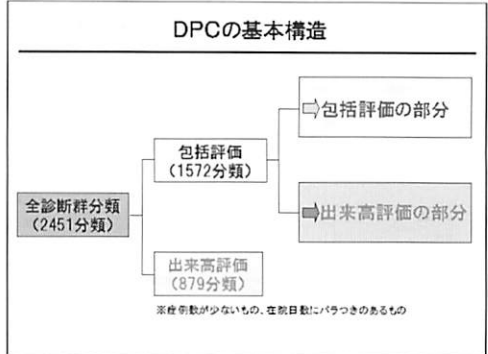 DPCの基本構造
⇨包括評価の部分
包括評価
(1572分類)
全診断群分類
(2451分類)
⇨出来高評価の部分
出来高評価
(879分類)
※症例数が少ないもの、在院日数にバラつきのあるもの